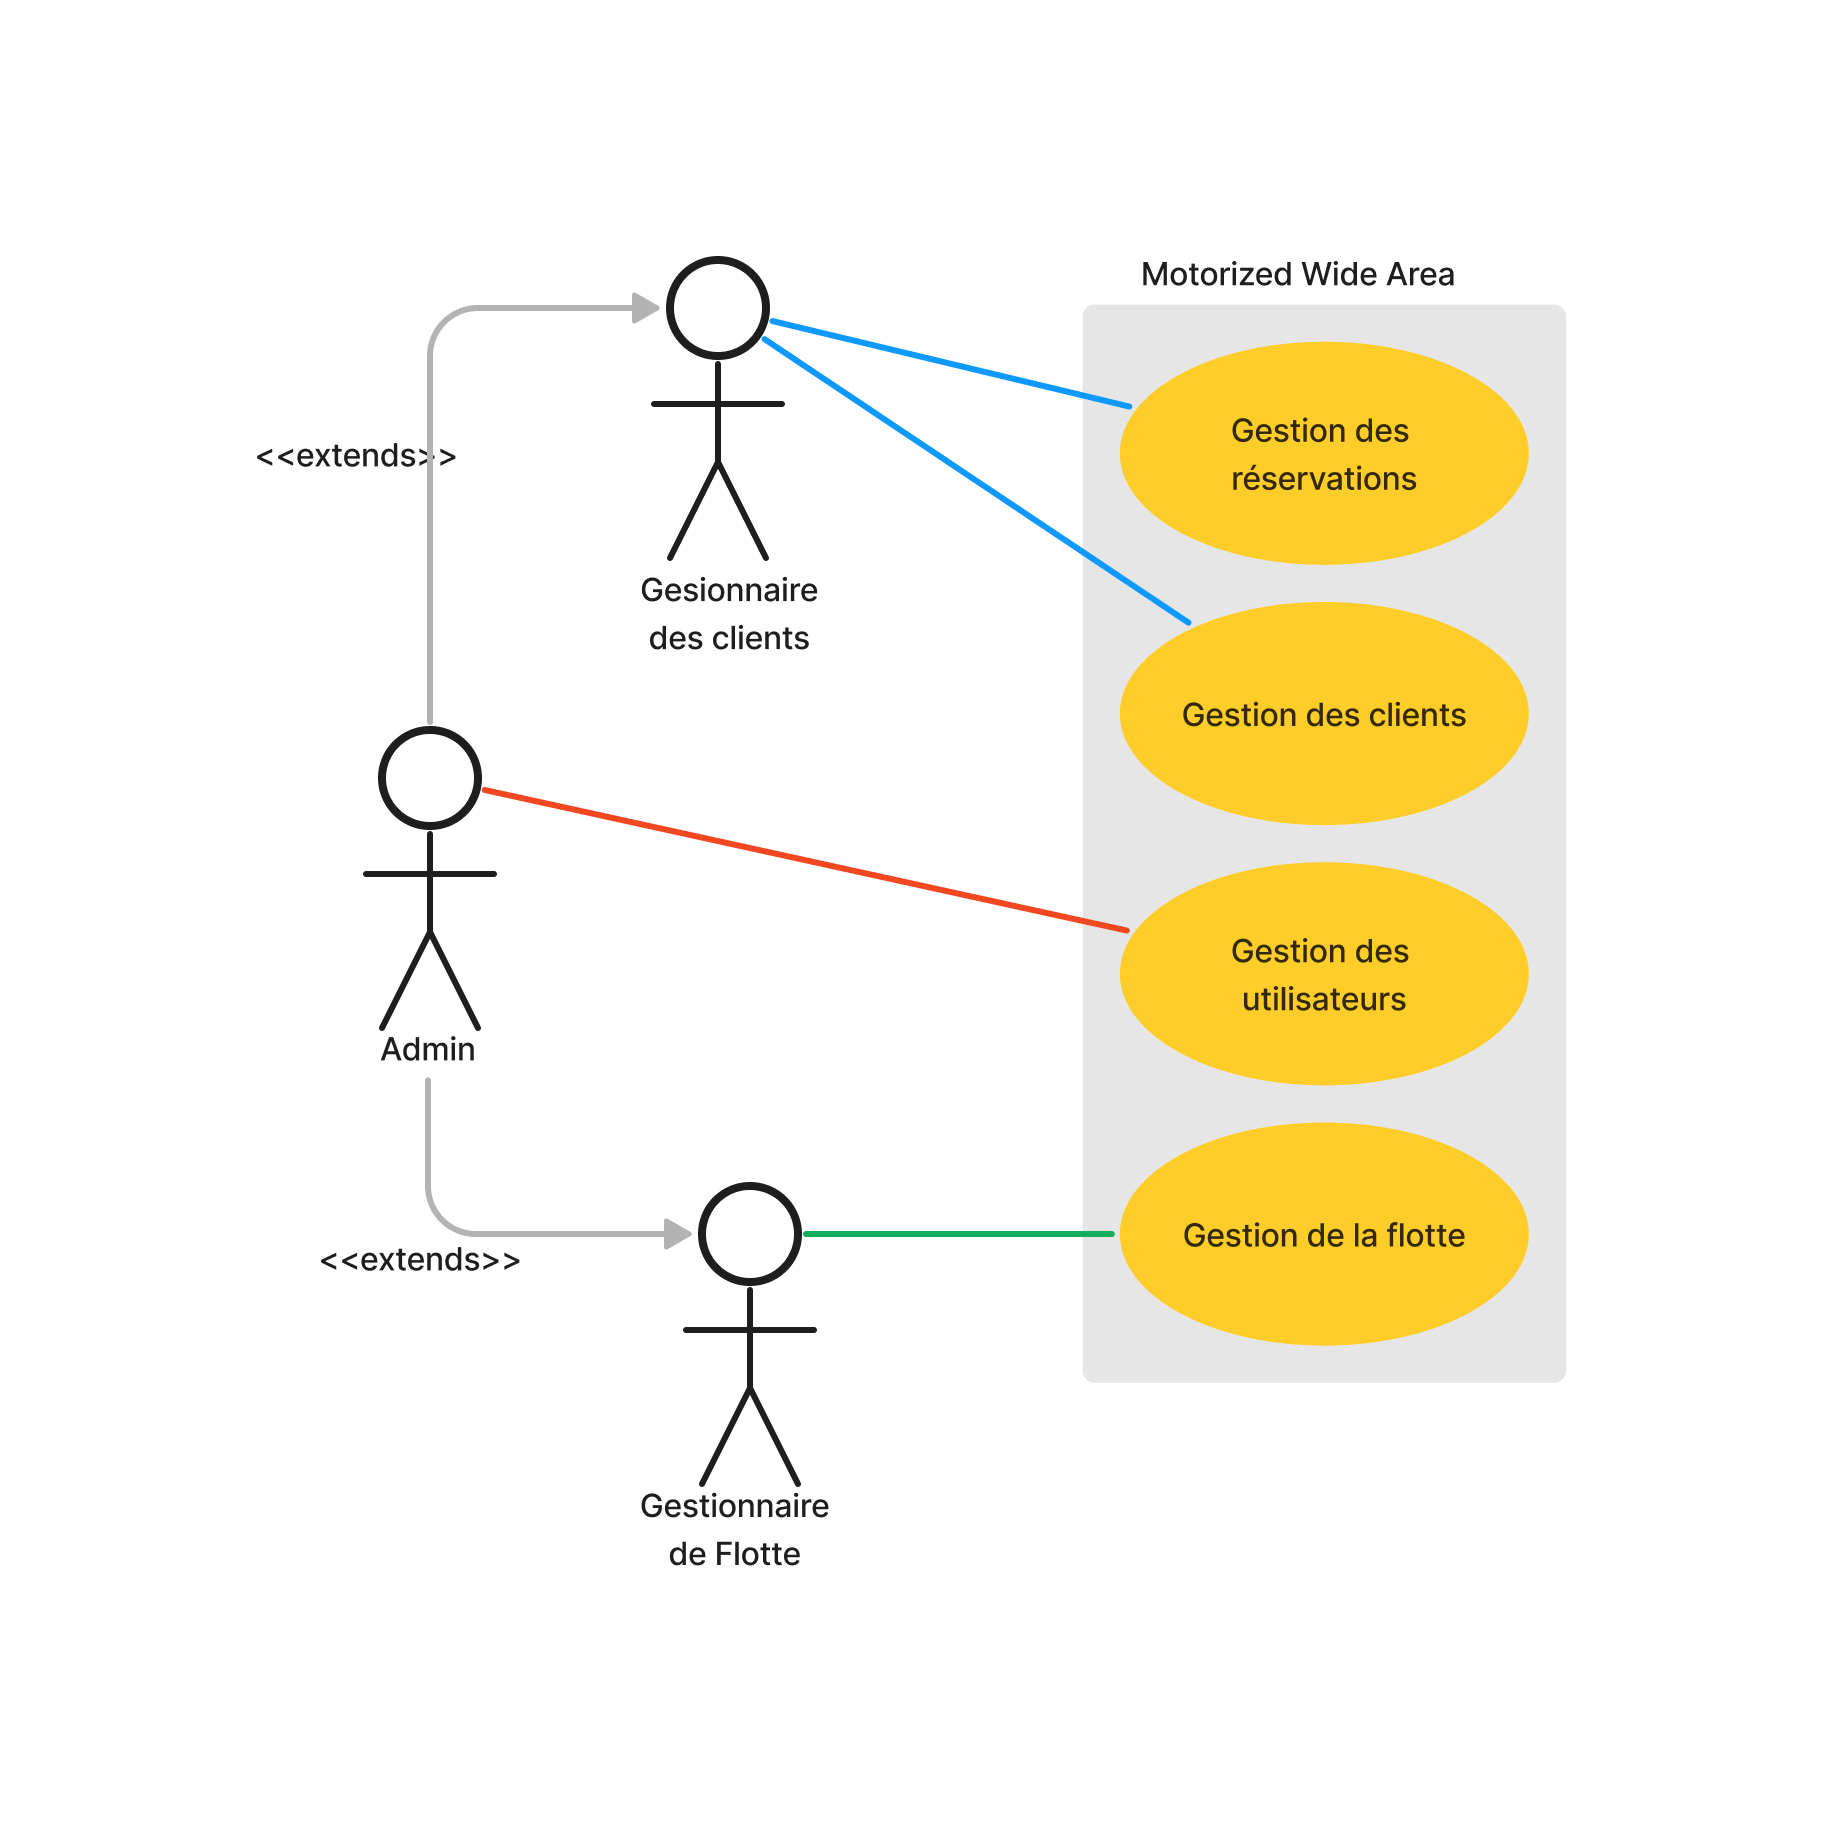 Motorized Wide Area
Gestion des
réservations
<<extends>>
Gesionnaire
des clients
Gestion des clients
Gestion des
utilisateurs
Admin
Gestion de la flotte
<<extends>>
Gestionnaire
de Flotte